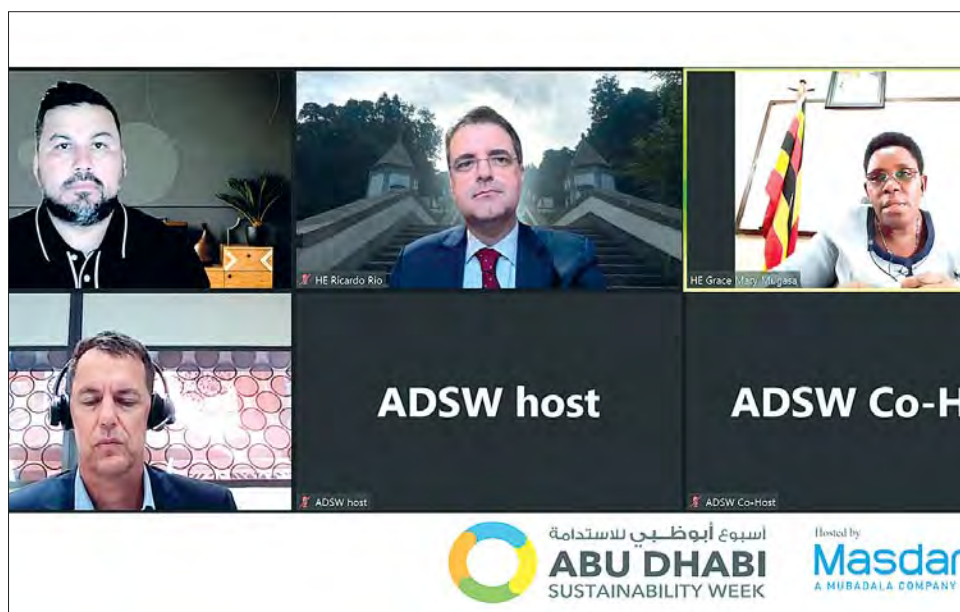 HE Ricardo Rio
HE Grace Mary Mugasa
ADSW host
ADSW Co-H
ADSW host
ADSW Co-Host
أسبوع أبوظبي للاستدامة
ABU DHABI
SUSTAINABILITY WEEK
Hosted by
Masdar
A MUBADALA COMPANY